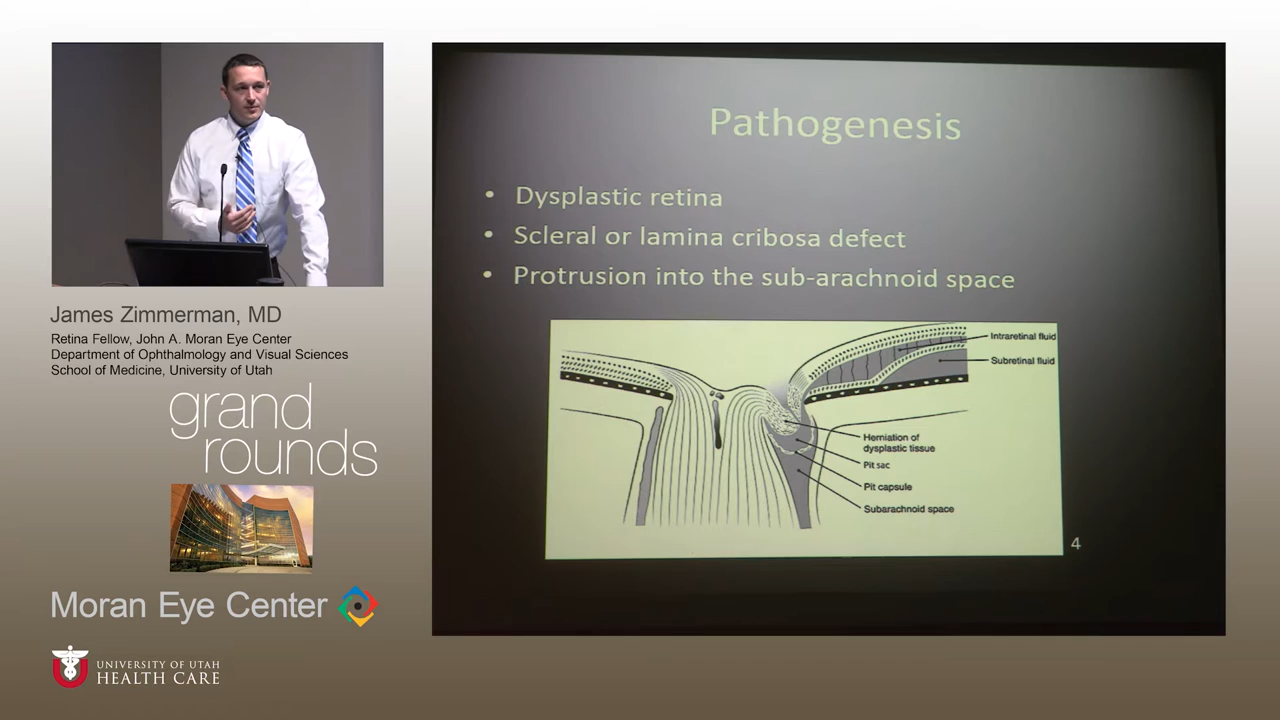 Pathogenesis
• Dysplastic retina
• Scleral or lamina cribosa defect
• Protrusion into the sub-arachnoid space
Intraretinal fluid
Subretinal fluid
Herniation of
dysplastic tissue
Pit sac
Pit capsule
Subarachnoid space
4
James Zimmerman, MD
Retina Fellow, John A. Moran Eye Center
Department of Ophthalmology and Visual Sciences
School of Medicine, University of Utah
grand
rounds
Moran Eye Center
U
UNIVERSITY OF UTAH
HEALTH CARE